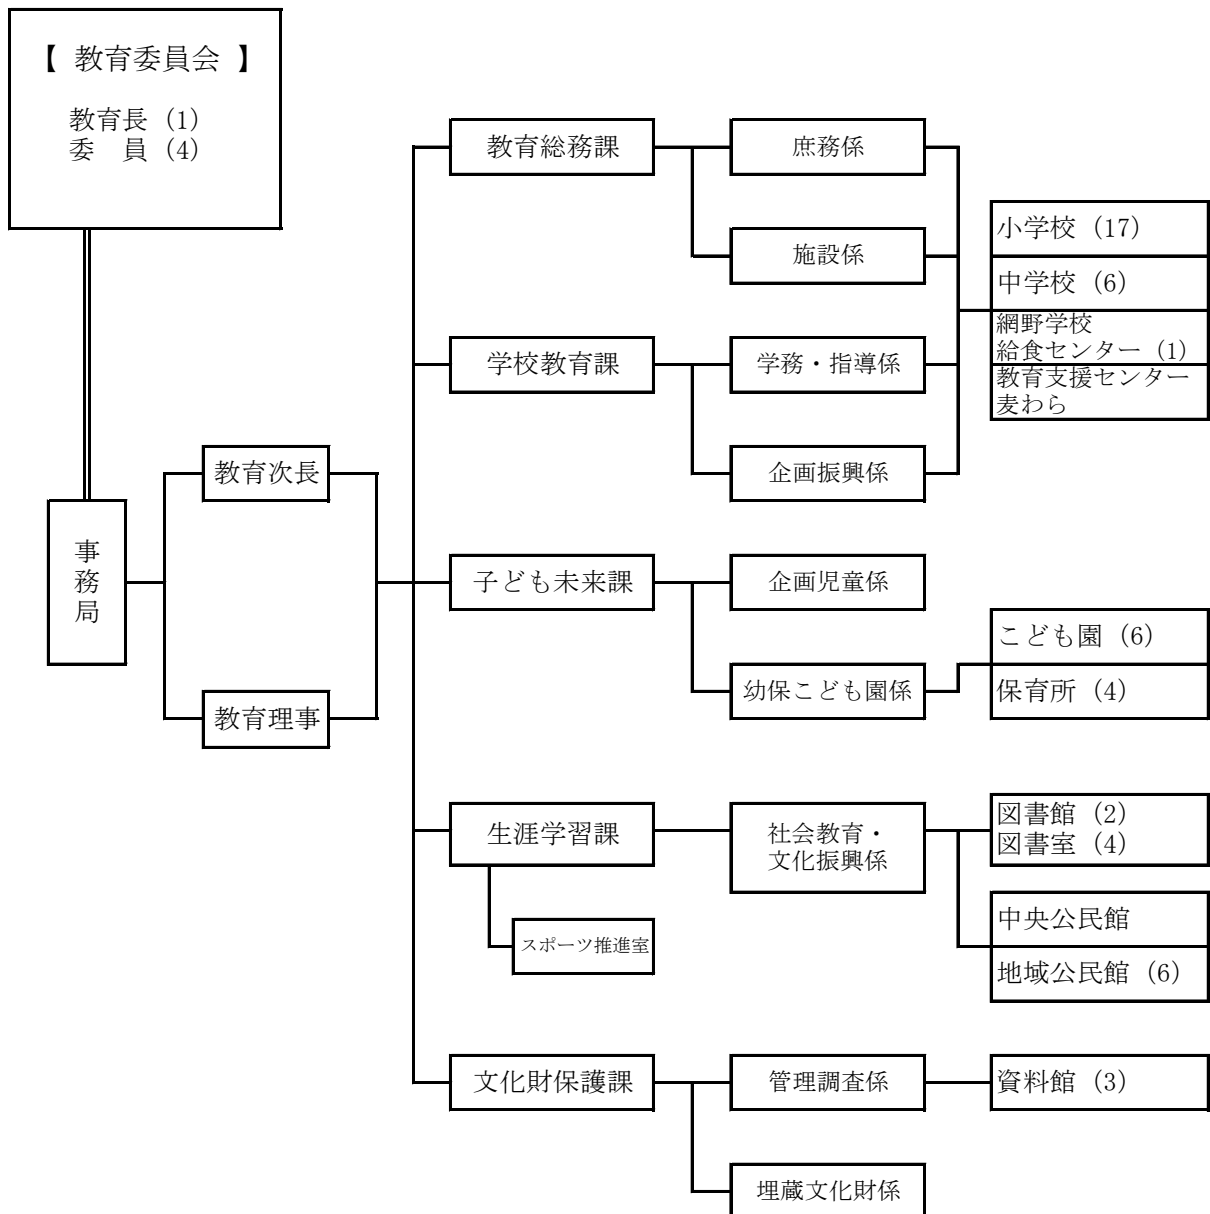 【 教育委員会 】
教育長 (1)
委　員 (4)
事
務
局
教育次長
教育理事
教育総務課
庶務係
施設係
学校教育課
学務・指導係
企画振興係
小学校 (17)
中学校 (6)
網野学校
給食センター (1)
教育支援センター
麦わら
子ども未来課
企画児童係
幼保こども園係
こども園 (6)
保育所 (4)
生涯学習課
スポーツ推進室
社会教育・
文化振興係
図書館 (2)
図書室 (4)
中央公民館
地域公民館 (6)
文化財保護課
管理調査係
資料館 (3)
埋蔵文化財係